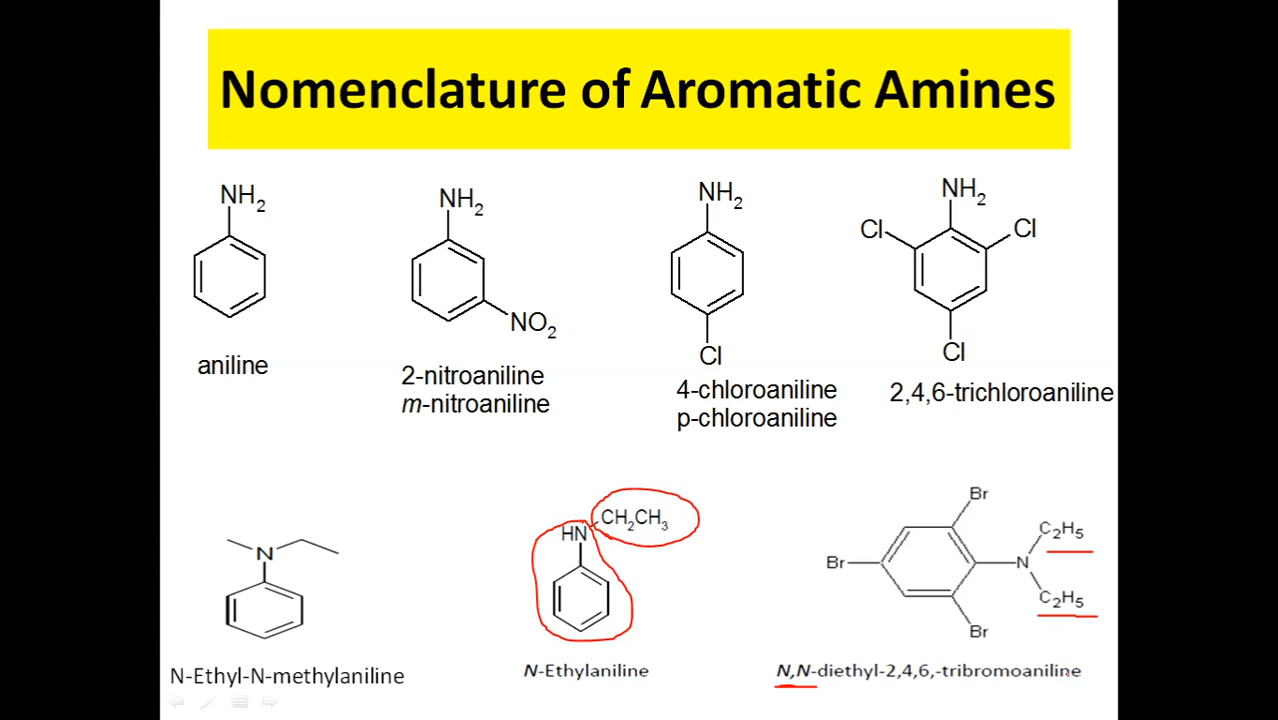 Nomenclature of Aromatic Amines
NH2
NH2
NH2
NH2
Cl
Cl
NO2
Cl
Cl
aniline
2-nitroaniline
m-nitroaniline
4-chloroaniline
p-chloroaniline
2,4,6-trichloroaniline
N
HN
CH2CH3
Br
C2H5
Br
N
C2H5
Br
N-Ethyl-N-methylaniline
N-Ethylaniline
N,N-diethyl-2,4,6,-tribromoaniline